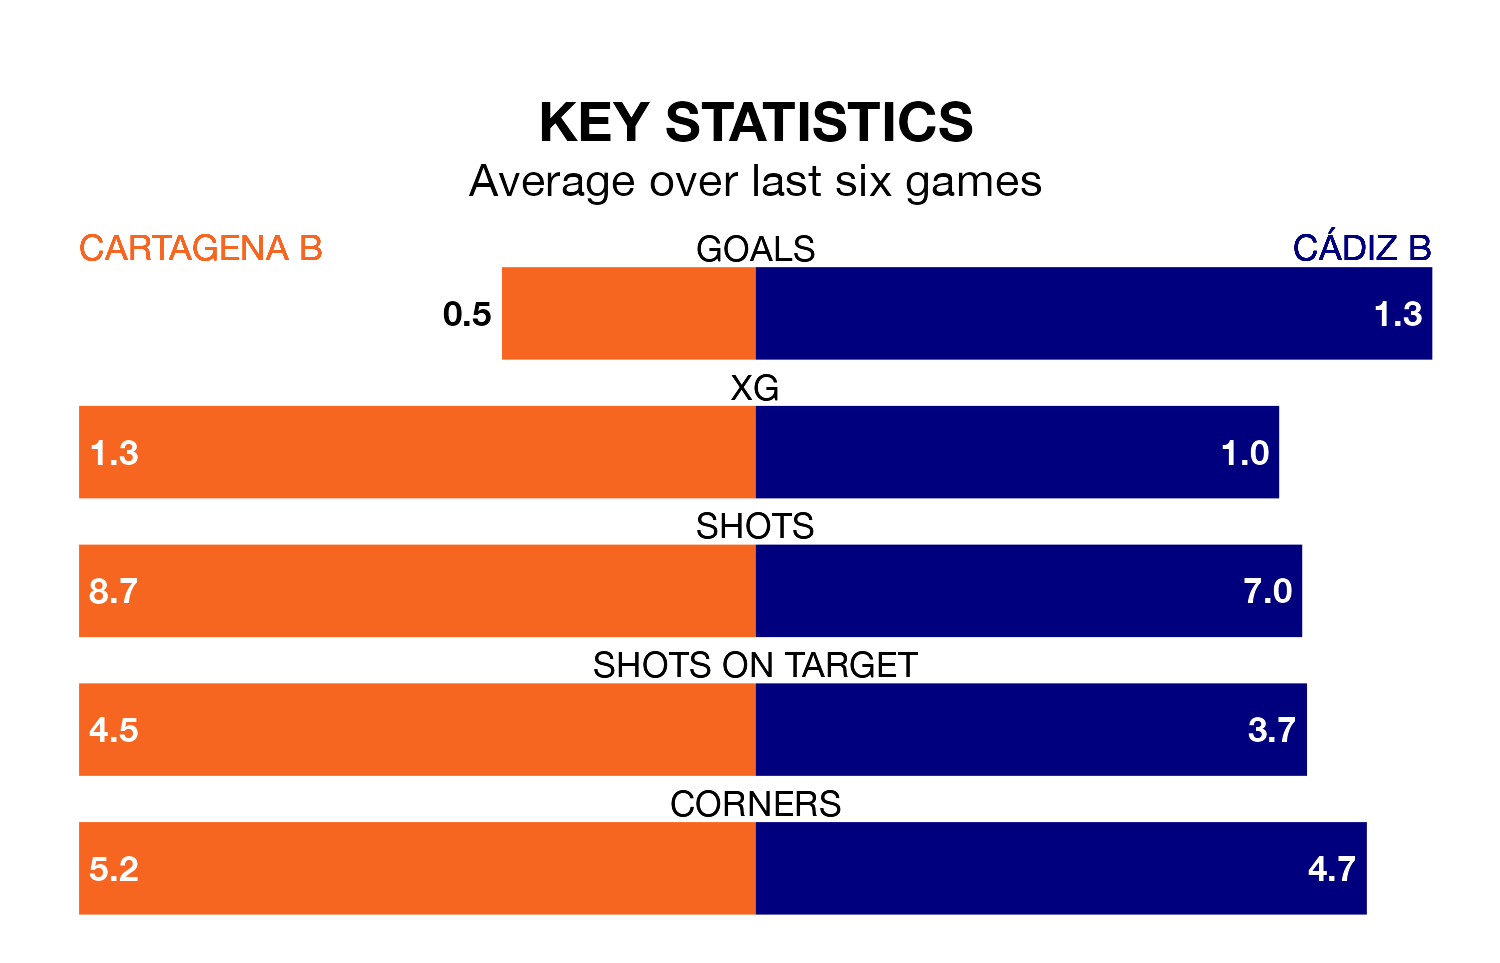 KEY STATISTICS
Average over last six games
CARTAGENA B GOALS CÁDIZ B
0.5 1.3
XG
1.3 1.0
SHOTS
8.7 7.0
SHOTS ON TARGET
4.5 3.7
CORNERS
5.2 4.7